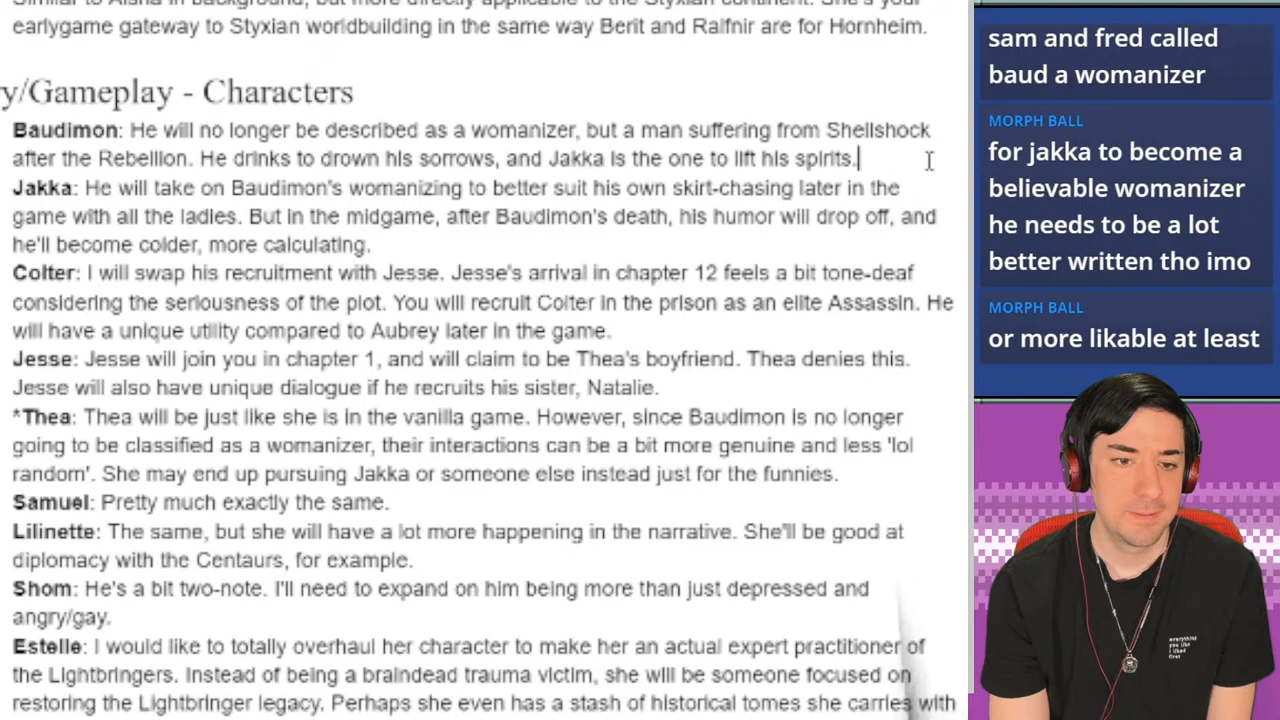 Similar to Aisha in background, but more directly applicable to the Styxian continent. She's your
earlygame gateway to Styxian worldbuilding in the same way Berit and Ralfnir are for Hornheim.
y/Gameplay - Characters
Baudimon: He will no longer be described as a womanizer, but a man suffering from Shellshock
after the Rebellion. He drinks to drown his sorrows, and Jakka is the one to lift his spirits.
Jakka: He will take on Baudimon's womanizing to better suit his own skirt-chasing later in the
game with all the ladies. But in the midgame, after Baudimon's death, his humor will drop off, and
he'll become colder, more calculating.
Colter: I will swap his recruitment with Jesse. Jesse's arrival in chapter 12 feels a bit tone-deaf
considering the seriousness of the plot. You will recruit Colter in the prison as an elite Assassin. He
will have a unique utility compared to Aubrey later in the game.
Jesse: Jesse will join you in chapter 1, and will claim to be Thea's boyfriend. Thea denies this.
Jesse will also have unique dialogue if he recruits his sister, Natalie.
*Thea: Thea will be just like she is in the vanilla game. However, since Baudimon is no longer
going to be classified as a womanizer, their interactions can be a bit more genuine and less 'lol
random'. She may end up pursuing Jakka or someone else instead just for the funnies.
Samuel: Pretty much exactly the same.
Lilinette: The same, but she will have a lot more happening in the narrative. She'll be good at
diplomacy with the Centaurs, for example.
Shom: He's a bit two-note. I'll need to expand on him being more than just depressed and
angry/gay.
Estelle: I would like to totally overhaul her character to make her an actual expert practitioner of
the Lightbringers. Instead of being a braindead trauma victim, she will be someone focused on
restoring the Lightbringer legacy. Perhaps she even has a stash of historical tomes she carries with
sam and fred called
baud a womanizer
MORPH BALL
for jakka to become a
believable womanizer
he needs to be a lot
better written tho imo
MORPH BALL
or more likable at least
everything
you like
i liked
first